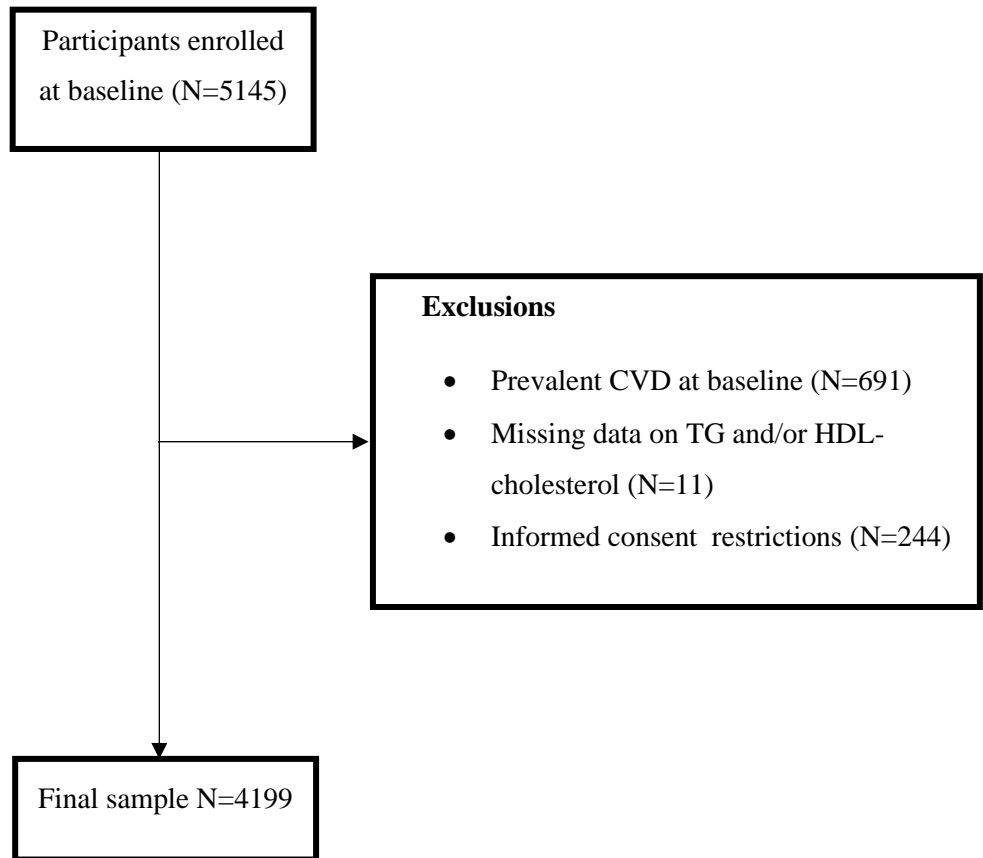 Participants enrolled
at baseline (N=5145)
Exclusions
• Prevalent CVD at baseline (N=691)
• Missing data on TG and/or HDL-
cholesterol (N=11)
• Informed consent  restrictions (N=244)
Final sample N=4199